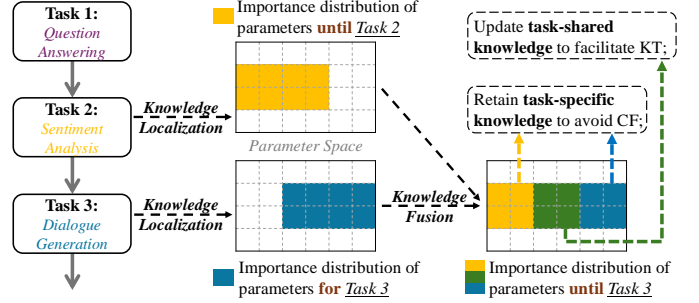 Task 1:
Question
Answering
Task 2:
Sentiment
Analysis
Task 3:
Dialogue
Generation
Knowledge
Localization
Knowledge
Localization
Importance distribution of
parameters until Task 2
Parameter Space
Importance distribution of
parameters for Task 3
Knowledge
Fusion
Update task-shared
knowledge to facilitate KT;
Retain task-specific
knowledge to avoid CF;
Importance distribution of
parameters until Task 3